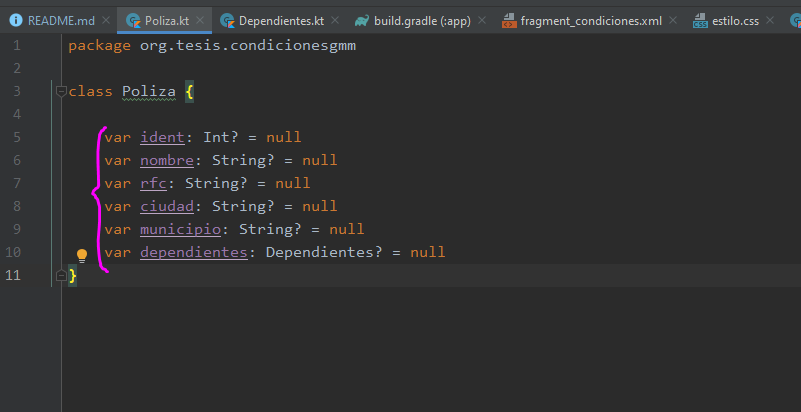 README.md Poliza.kt Dependientes.kt build.gradle (:app) fragment_condiciones.xml estilo.css
1 package org.tesis.condicionesgmm
2
3 class Poliza {
4
5 var ident: Int? = null
6 var nombre: String? = null
7 var rfc: String? = null
8 var ciudad: String? = null
9 var municipio: String? = null
10 var dependientes: Dependientes? = null
11 }